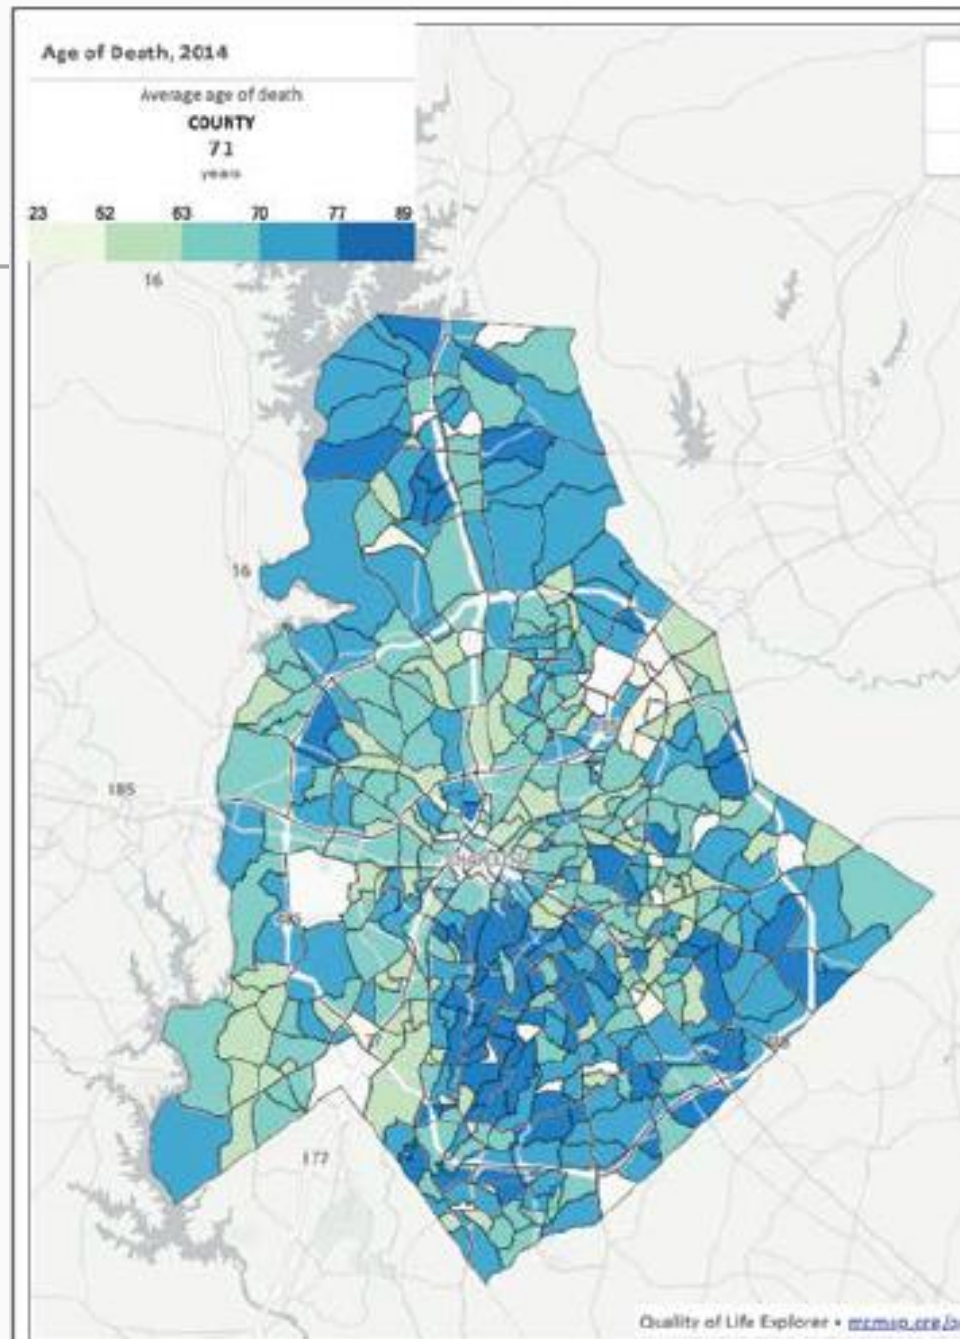 Age of Death, 2014
Average age of death
COUNTY
71
years
23 52 63 70 77 89
16
16
185
77
177
Quality of Life Explorer •